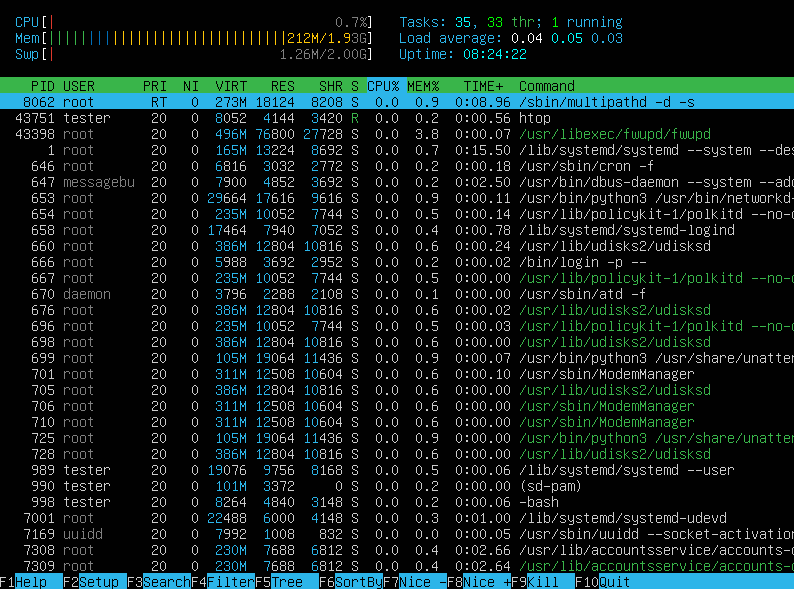 CPU[| 0.7%] Tasks: 35, 33 thr; 1 running
Mem[||||||||||||||||||||||||||||||212M/1.93G] Load average: 0.04 0.05 0.03
Swp[| 1.26M/2.00G] Uptime: 08:24:22
PID USER PRI NI VIRT RES SHR S CPU% MEM% TIME+ Command
8062 root RT 0 273M 18124 8208 S 0.0 0.9 0:08.96 /sbin/multipathd -d -s
43751 tester 20 0 8052 4144 3420 R 0.0 0.2 0:00.56 htop
43398 root 20 0 496M 76800 27728 S 0.0 3.8 0:00.07 /usr/libexec/fwupd/fwupd
1 root 20 0 165M 13224 8692 S 0.0 0.7 0:15.50 /lib/systemd/systemd --system --des
646 root 20 0 6816 3032 2772 S 0.0 0.2 0:00.18 /usr/sbin/cron -f
647 messagebu 20 0 7900 4852 3692 S 0.0 0.2 0:02.50 /usr/bin/dbus-daemon --system --add
653 root 20 0 29664 17616 9616 S 0.0 0.9 0:00.11 /usr/bin/python3 /usr/bin/networkd-
654 root 20 0 235M 10052 7744 S 0.0 0.5 0:00.14 /usr/lib/policykit-1/polkitd --no-d
658 root 20 0 17464 7940 7052 S 0.0 0.4 0:00.78 /lib/systemd/systemd-logind
660 root 20 0 386M 12804 10816 S 0.0 0.6 0:00.24 /usr/lib/udisks2/udisksd
666 root 20 0 5988 3692 2952 S 0.0 0.2 0:00.02 /bin/login -p --
667 root 20 0 235M 10052 7744 S 0.0 0.5 0:00.00 /usr/lib/policykit-1/polkitd --no-d
670 daemon 20 0 3796 2288 2108 S 0.0 0.1 0:00.00 /usr/sbin/atd -f
676 root 20 0 386M 12804 10816 S 0.0 0.6 0:00.02 /usr/lib/udisks2/udisksd
696 root 20 0 235M 10052 7744 S 0.0 0.5 0:00.03 /usr/lib/policykit-1/polkitd --no-d
698 root 20 0 386M 12804 10816 S 0.0 0.6 0:00.00 /usr/lib/udisks2/udisksd
699 root 20 0 105M 19064 11436 S 0.0 0.9 0:00.07 /usr/bin/python3 /usr/share/unatten
704 root 20 0 311M 12508 10604 S 0.0 0.6 0:00.10 /usr/sbin/ModemManager
705 root 20 0 386M 12804 10816 S 0.0 0.6 0:00.00 /usr/lib/udisks2/udisksd
706 root 20 0 311M 12508 10604 S 0.0 0.6 0:00.00 /usr/sbin/ModemManager
710 root 20 0 311M 12508 10604 S 0.0 0.6 0:00.00 /usr/sbin/ModemManager
725 root 20 0 105M 19064 11436 S 0.0 0.9 0:00.00 /usr/bin/python3 /usr/share/unatten
728 root 20 0 386M 12804 10816 S 0.0 0.6 0:00.00 /usr/lib/udisks2/udisksd
989 tester 20 0 19076 9756 8168 S 0.0 0.5 0:00.06 /lib/systemd/systemd --user
990 tester 20 0 101M 3372 0 S 0.0 0.2 0:00.00 (sd-pam)
998 tester 20 0 8264 4840 3148 S 0.0 0.2 0:00.06 -bash
7001 root 20 0 22488 6000 4148 S 0.0 0.3 0:01.00 /lib/systemd/systemd-udevd
7169 uuidd 20 0 7992 1008 832 S 0.0 0.0 0:00.05 /usr/sbin/uuidd --socket-activation
7308 root 20 0 230M 7688 6812 S 0.0 0.4 0:02.66 /usr/lib/accountsservice/accounts-d
7309 root 20 0 230M 7688 6812 S 0.0 0.4 0:02.64 /usr/lib/accountsservice/accounts-d
F1Help F2Setup F3SearchF4FilterF5Tree F6SortByF7Nice -F8Nice +F9Kill F10Quit